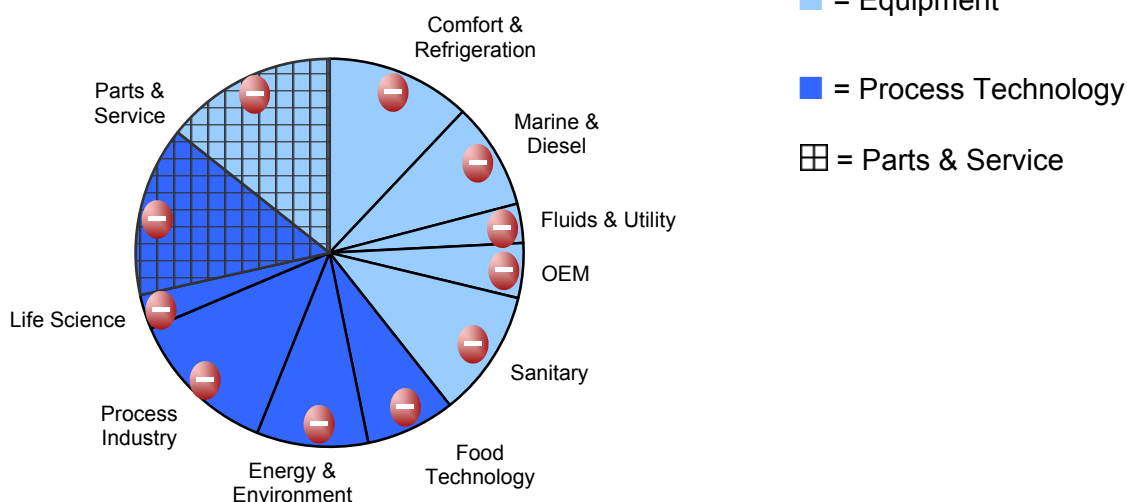 = Equipment
Comfort &
Refrigeration
= Process Technology
Parts &
Service
Marine &
Diesel
= Parts & Service
Fluids & Utility
OEM
Life Science
Sanitary
Process
Industry
Food
Technology
Energy &
Environment